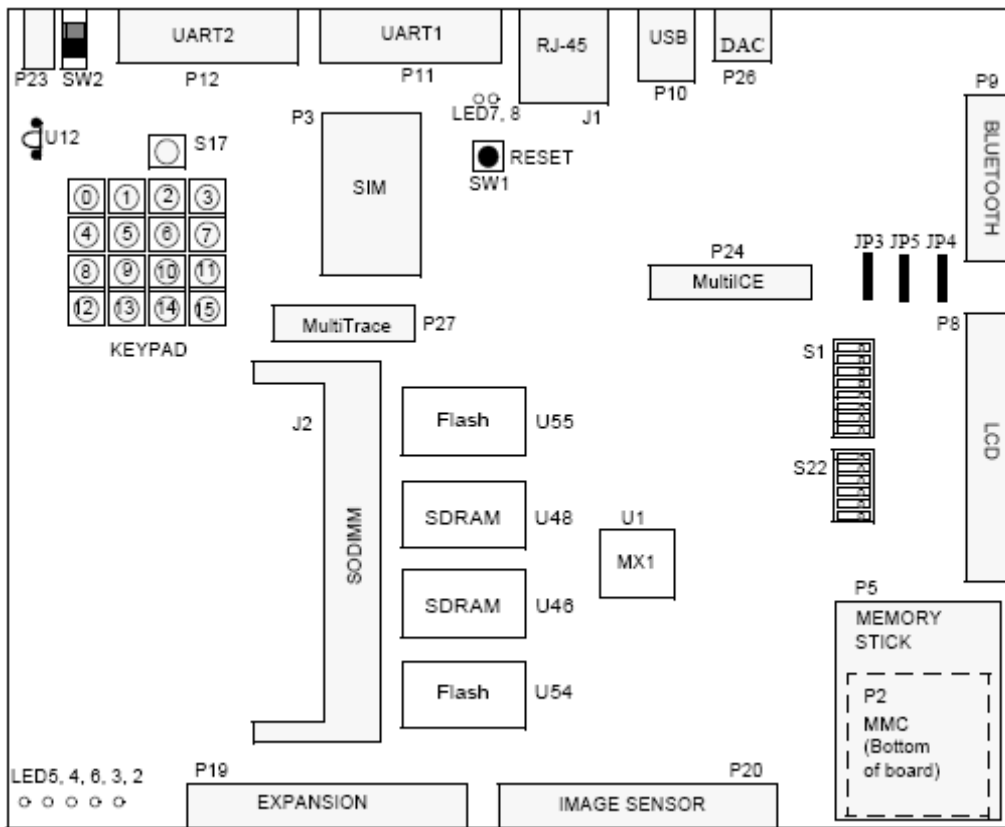 UART2
UART1
RJ-45
USB
DAC
P23
SW2
P12
P11
J1
P10
P26
P9
LED7, 8
U12
S17
P3
SIM
RESET
SW1
BLUETOOTH
0
1
2
3
4
5
6
7
8
9
10
11
12
13
14
15
KEYPAD
P24
MultiICE
JP3
JP5
JP4
MultiTrace
P27
P8
S1
LCD
J2
SODIMM
Flash
U55
S22
SDRAM
U48
U1
MX1
SDRAM
U46
Flash
U54
P5
MEMORY
STICK
P2
MMC
(Bottom
of board)
LED5, 4, 6, 3, 2
P19
EXPANSION
P20
IMAGE SENSOR